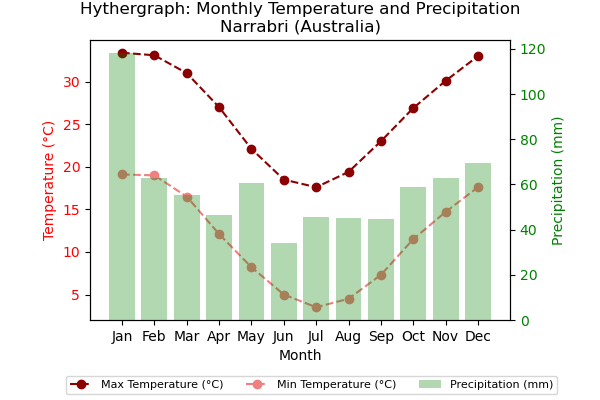 Hythergraph: Monthly Temperature and Precipitation
Narrabri (Australia)
Temperature (°C)
30
25
20
15
10
5
120
100
80
60
40
20
0
Precipitation (mm)
Jan Feb Mar Apr May Jun Jul Aug Sep Oct Nov Dec
Month
Max Temperature (°C) Min Temperature (°C) Precipitation (mm)